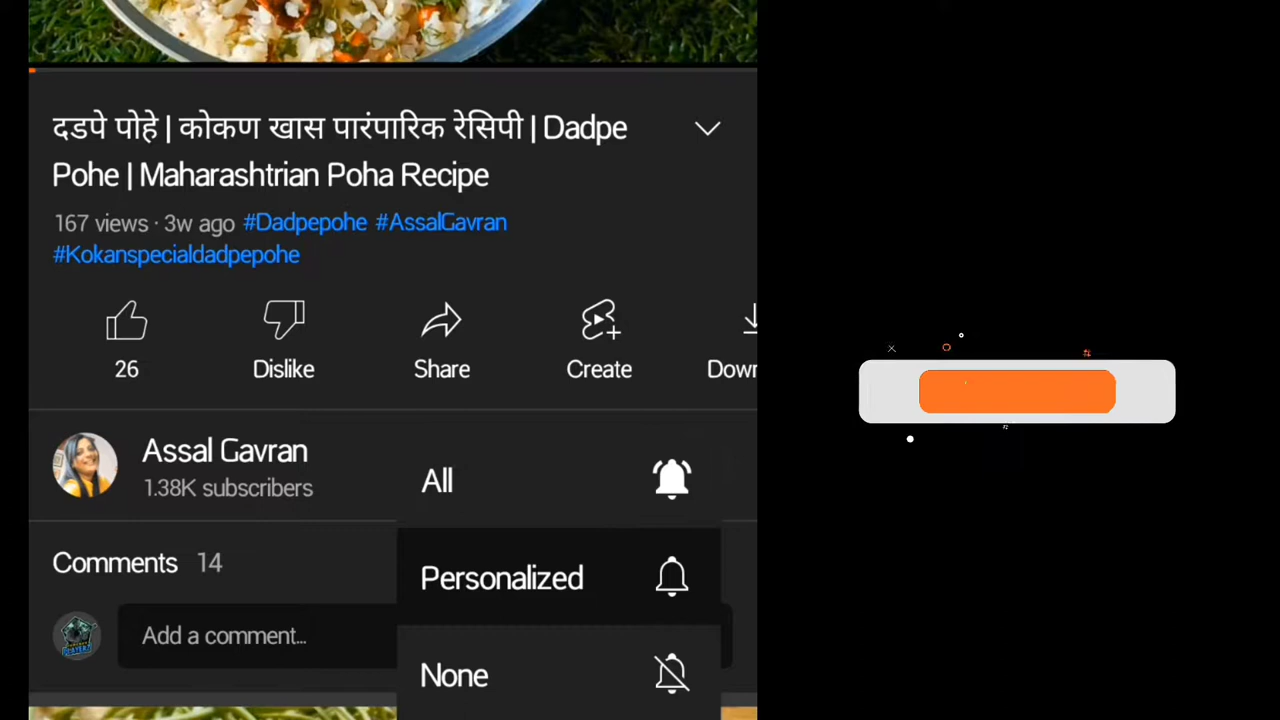 दडपे पोहे | कोकण खास पारंपारिक रेसिपी | Dadpe
Pohe | Maharashtrian Poha Recipe
167 views · 3w ago #Dadpepohe #AssalGavran
#Kokanspecialdadpepohe
26 Dislike Share Create Down
Assal Gavran
1.38K subscribers
All
Comments 14
Personalized
Add a comment...
None